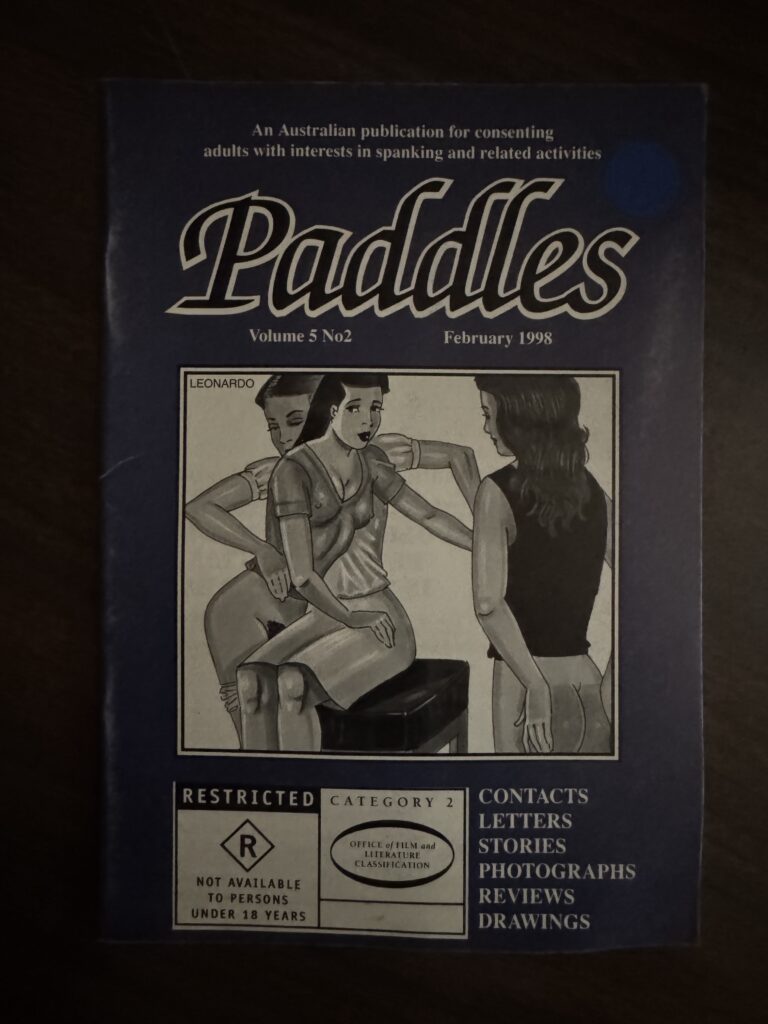 An Australian publication for consenting
adults with interests in spanking and related activities
Paddles
Volume 5 No2
February 1998
LEONARDO
RESTRICTED
R
NOT AVAILABLE
TO PERSONS
UNDER 18 YEARS
CATEGORY 2
OFFICE of FILM and
LITERATURE
CLASSIFICATION
CONTACTS
LETTERS
STORIES
PHOTOGRAPHS
REVIEWS
DRAWINGS